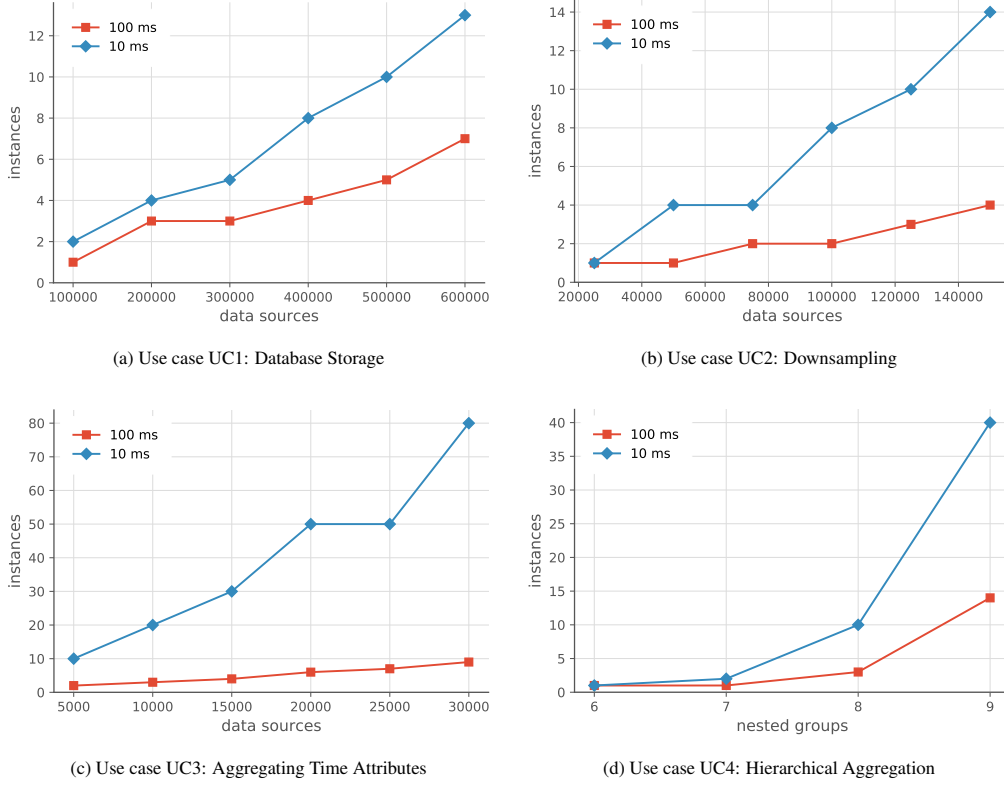 100 ms
10 ms
12
10
8
6
4
2
0
instances
100000 200000 300000 400000 500000 600000
data sources
(a) Use case UC1: Database Storage
100 ms
10 ms
14
12
10
8
6
4
2
0
instances
20000 40000 60000 80000 100000 120000 140000
data sources
(b) Use case UC2: Downsampling
100 ms
10 ms
80
70
60
50
40
30
20
10
0
instances
5000 10000 15000 20000 25000 30000
data sources
(c) Use case UC3: Aggregating Time Attributes
100 ms
10 ms
40
35
30
25
20
15
10
5
0
instances
6 7 8 9
nested groups
(d) Use case UC4: Hierarchical Aggregation